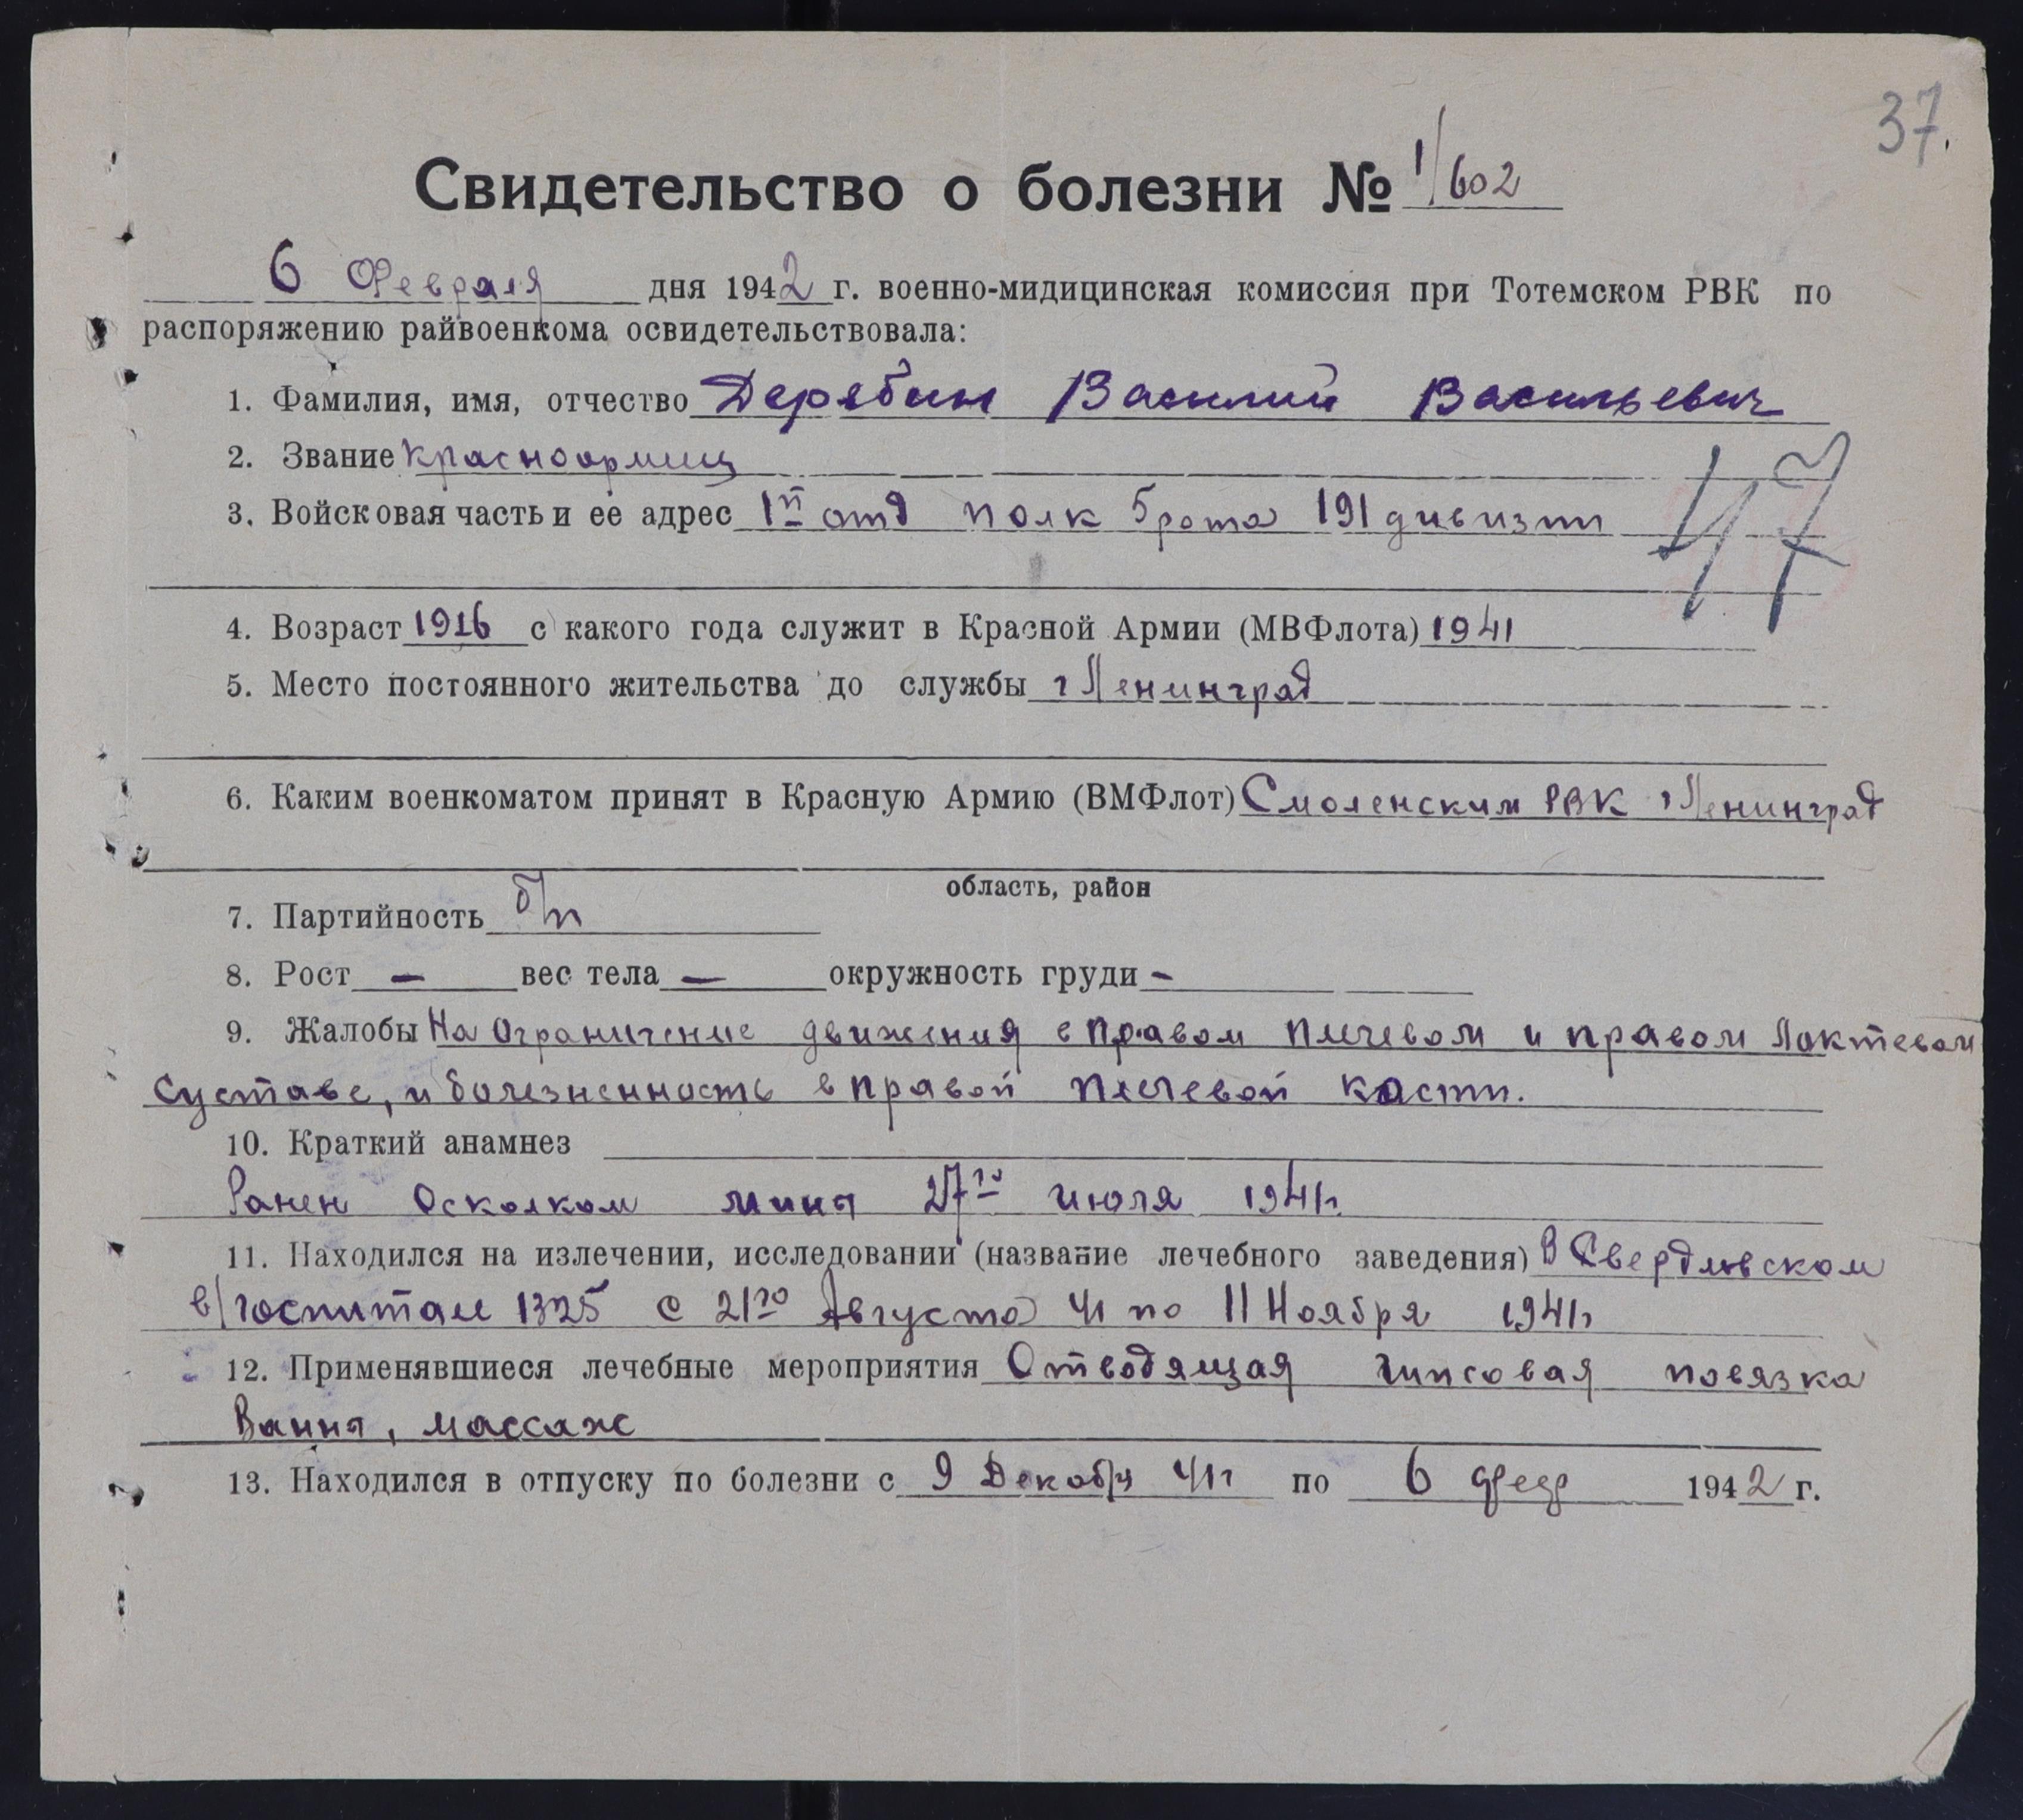 37.
Свидетельство о болезни № 1/602
6 Февраля дня 1942 г. военно-мидицинская комиссия при Тотемском РВК по
распоряжению райвоенкома освидетельствовала:
1. Фамилия, имя, отчество Дерябин Василий Васильевич
2. Звание красноармиец
3. Войсковая часть и ее адрес 1й отд полк 5 рота 191 дивизии
47
4. Возраст 1916 с какого года служит в Красной Армии (МВФлота) 1941
5. Место постоянного жительства до службы г Ленинград
6. Каким военкоматом принят в Красную Армию (ВМФлот) Смоленским РВК г Ленинград
область, район
7. Партийность б/п
8. Рост — вес тела — окружность груди -
9. Жалобы На Ограничение движения в правом плечевом и правом Локтевом
суставе, и болезненность в правой плечевой кости.
10. Краткий анамнез
Ранен Осколком мины 27го июля 1941г.
11. Находился на излечении, исследовании (название лечебного заведения) В Свердловском
в/госпитале 1325 с 21го Августа 41 по 11 Ноября 1941г
12. Применявшиеся лечебные мероприятия Отводящая гипсовая повязка
Ванны, массаж
13. Находился в отпуску по болезни с 9 Декабря 41г по 6 февр 1942 г.